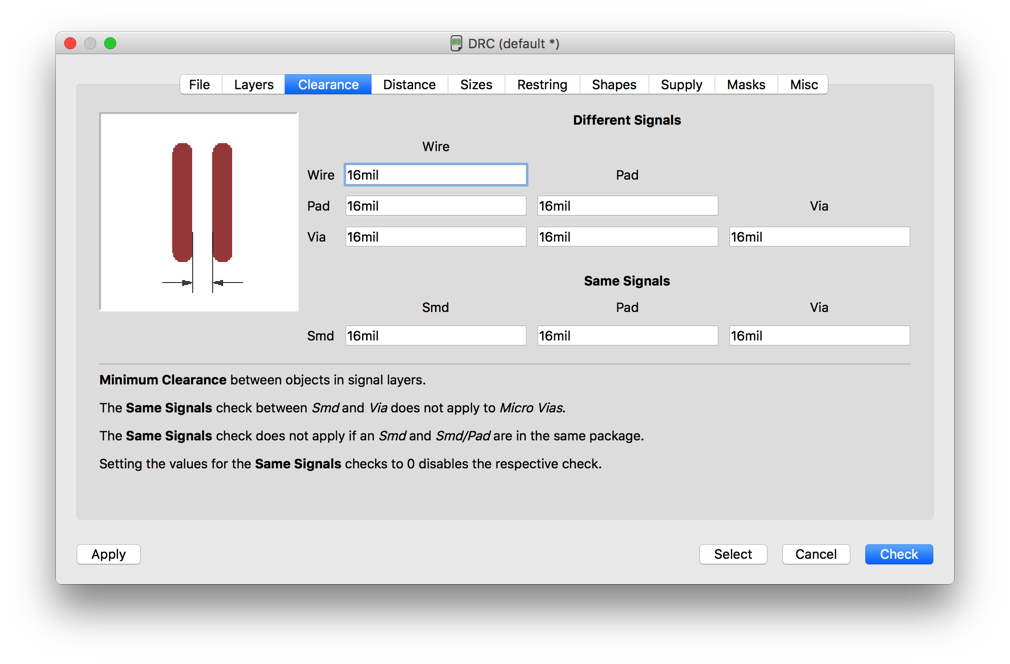 DRC (default *)
File Layers Clearance Distance Sizes Restring Shapes Supply Masks Misc
Different Signals
Wire
Wire 16mil Pad
Pad 16mil 16mil Via
Via 16mil 16mil 16mil
Same Signals
Smd Pad Via
Smd 16mil 16mil 16mil
Minimum Clearance between objects in signal layers.
The Same Signals check between Smd and Via does not apply to Micro Vias.
The Same Signals check does not apply if an Smd and Smd/Pad are in the same package.
Setting the values for the Same Signals checks to 0 disables the respective check.
Apply Select Cancel Check